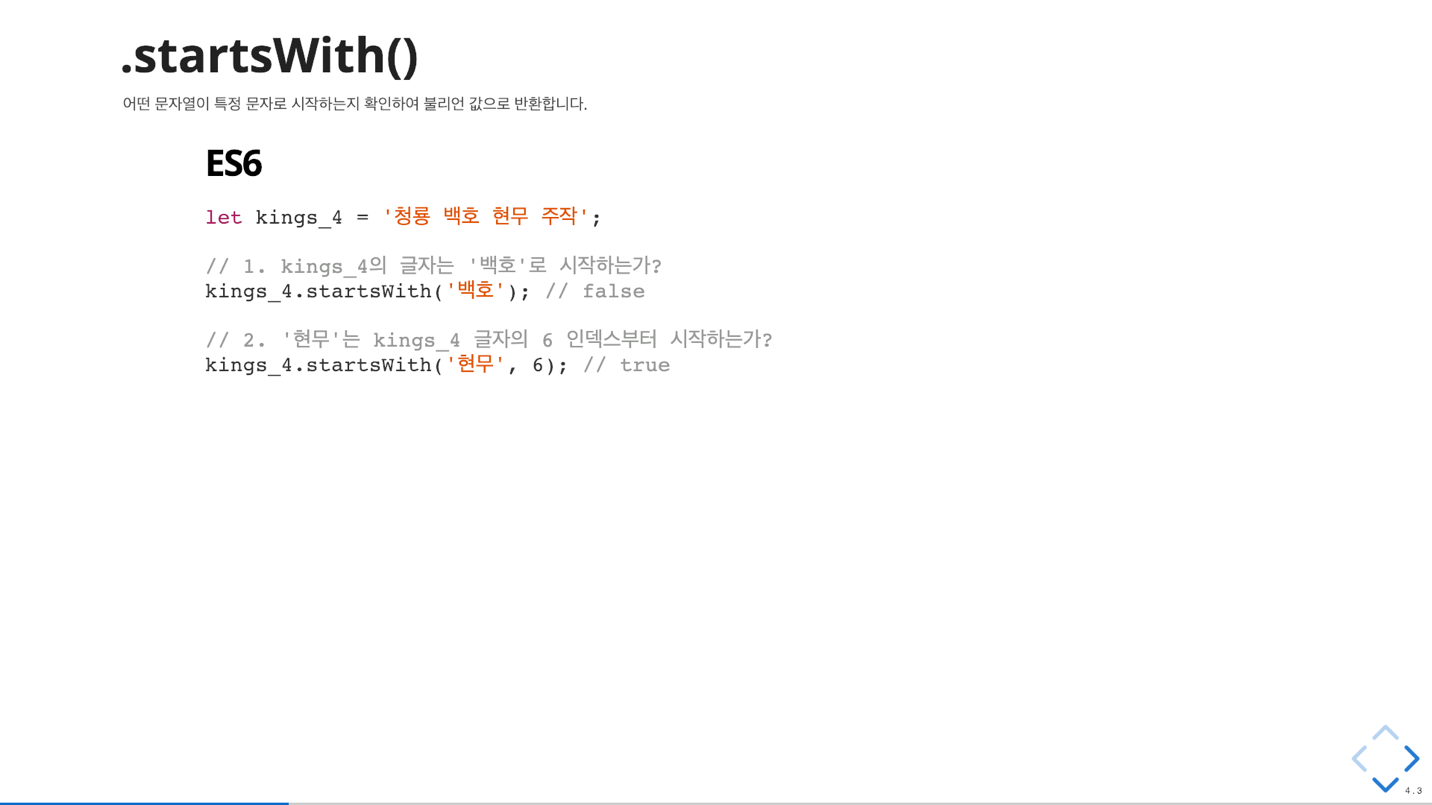 .startsWith()
어떤 문자열이 특정 문자로 시작하는지 확인하여 불리언 값으로 반환합니다.
ES6
let kings_4 = '청룡 백호 현무 주작';
// 1. kings_4의 글자는 '백호'로 시작하는가?
kings_4.startsWith('백호'); // false
// 2. '현무'는 kings_4 글자의 6 인덱스부터 시작하는가?
kings_4.startsWith('현무', 6); // true
4.3